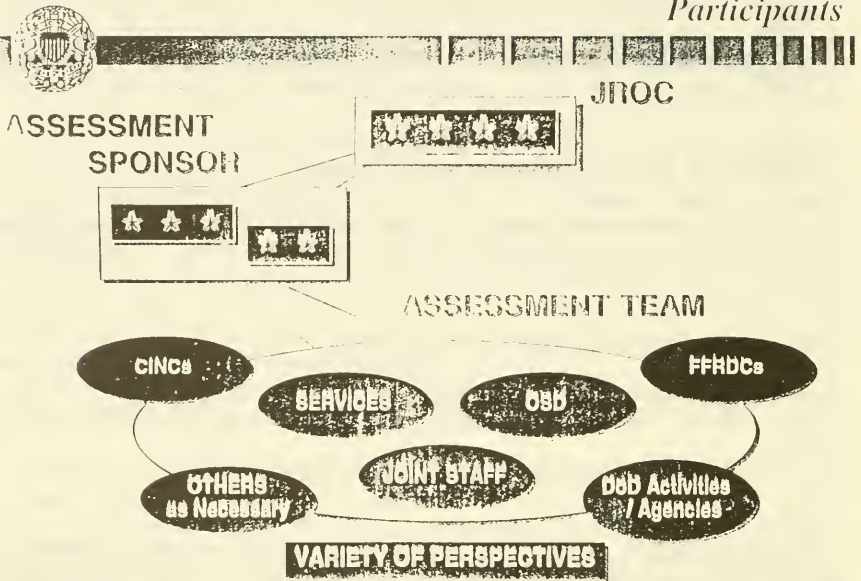 Participants
JROC
ASSESSMENT
SPONSOR
ASSESSMENT TEAM
CINCs
FFRDCs
SERVICES
OSD
JOINT STAFF
OTHERS
as Necessary
DoD Activities
/ Agencies
VARIETY OF PERSPECTIVES